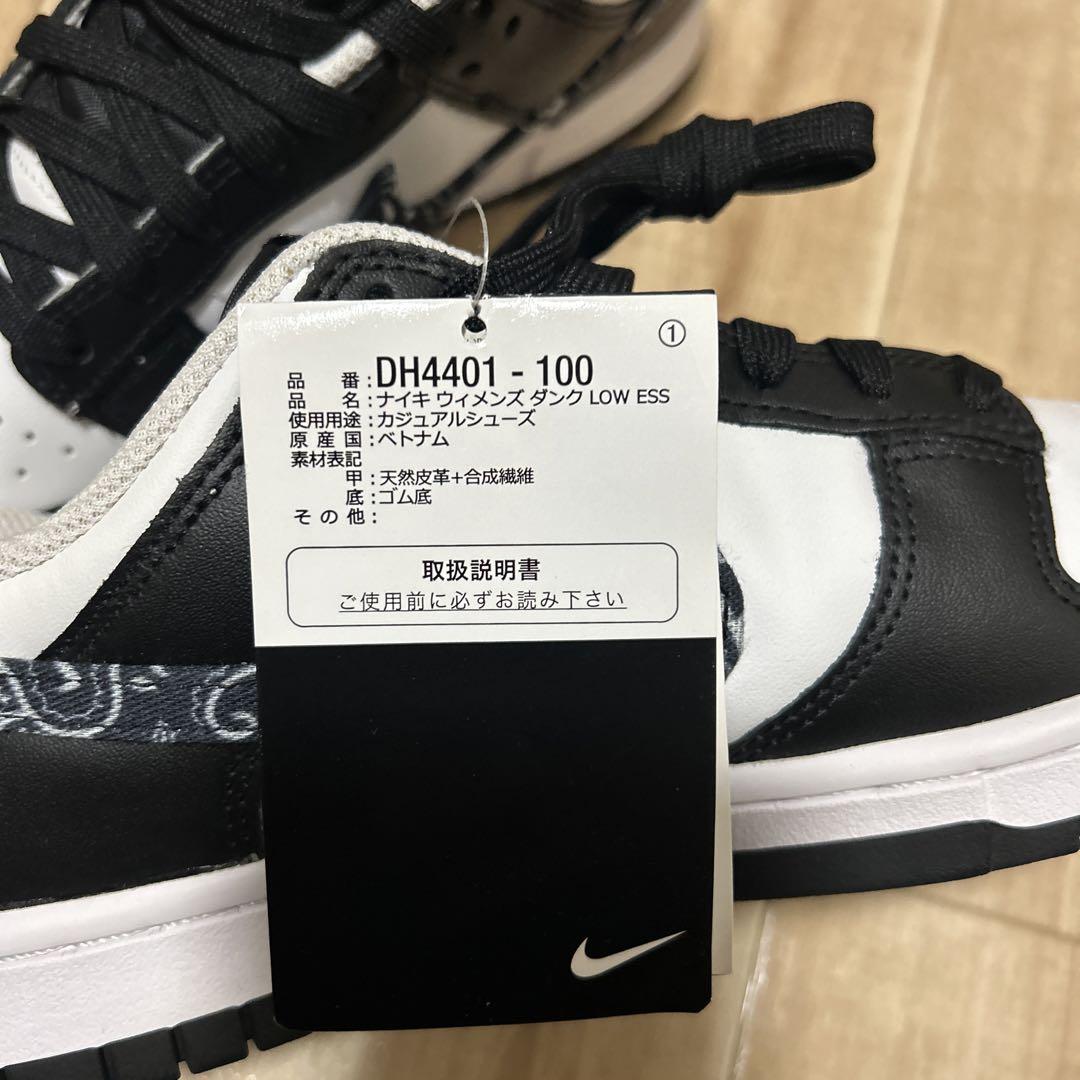 ①
品 番：DH4401 - 100
品 名：ナイキ ウィメンズ ダンク LOW ESS
使用用途：カジュアルシューズ
原 産 国：ベトナム
素材表記
甲：天然皮革+合成繊維
底：ゴム底
そ の 他：
取扱説明書
ご使用前に必ずお読み下さい